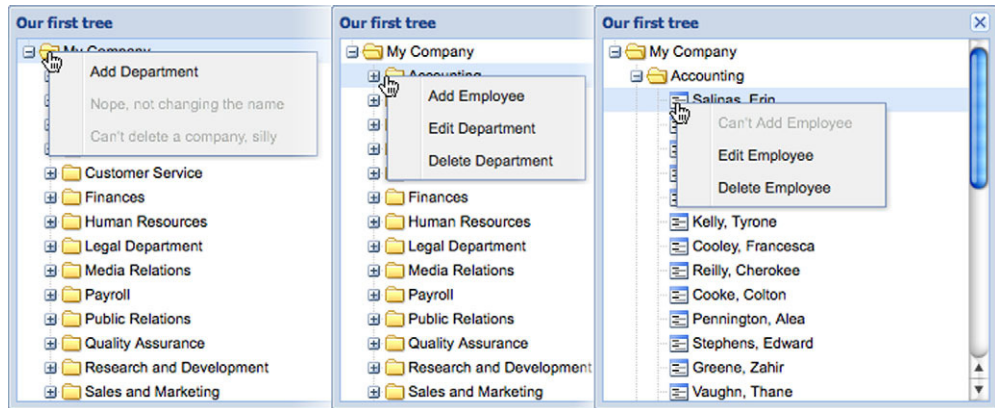 Our first tree
My Company
Add Department
Nope, not changing the name
Can't delete a company, silly
Customer Service
Finances
Human Resources
Legal Department
Media Relations
Payroll
Public Relations
Quality Assurance
Research and Development
Sales and Marketing
Our first tree
My Company
Accounting
Add Employee
Edit Department
Delete Department
Finances
Human Resources
Legal Department
Media Relations
Payroll
Public Relations
Quality Assurance
Research and Development
Sales and Marketing
Our first tree
My Company
Accounting
Salinas, Erin
Can't Add Employee
Edit Employee
Delete Employee
Kelly, Tyrone
Cooley, Francesca
Reilly, Cherokee
Cooke, Colton
Pennington, Alea
Stephens, Edward
Greene, Zahir
Vaughn, Thane